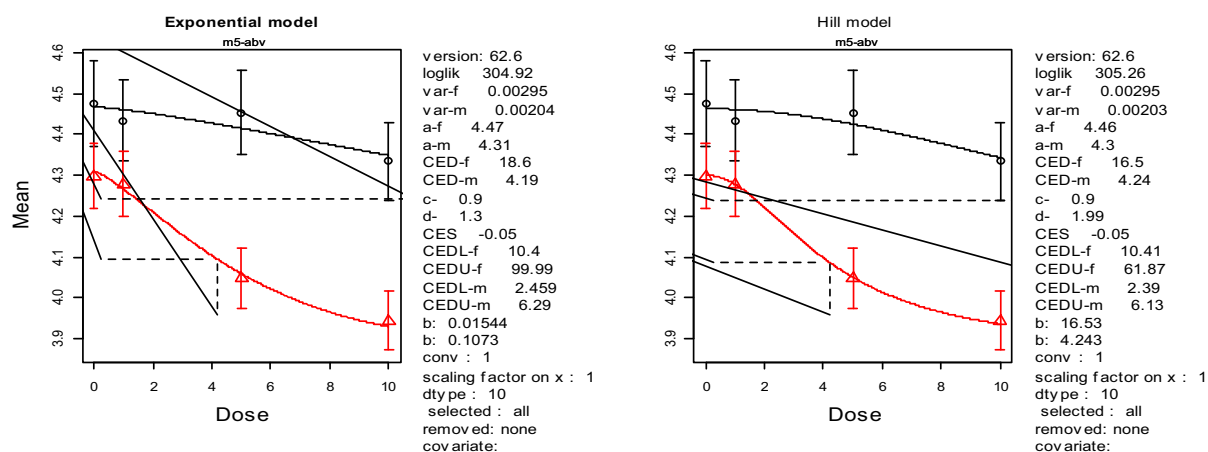 Exponential model
m5-abv
Mean
4.6
4.5
4.4
4.3
4.2
4.1
4.0
3.9
0 2 4 6 8 10
Dose
version: 62.6
loglik 304.92
var-f 0.00295
var-m 0.00204
a-f 4.47
a-m 4.31
CED-f 18.6
CED-m 4.19
c- 0.9
d- 1.3
CES -0.05
CEDL-f 10.4
CEDU-f 99.99
CEDL-m 2.459
CEDU-m 6.29
b: 0.01544
b: 0.1073
conv : 1
scaling factor on x : 1
dtype : 10
selected : all
removed: none
covariate:
Hill model
m5-abv
4.6
4.5
4.4
4.3
4.2
4.1
4.0
3.9
0 2 4 6 8 10
Dose
version: 62.6
loglik 305.26
var-f 0.00295
var-m 0.00203
a-f 4.46
a-m 4.3
CED-f 16.5
CED-m 4.24
c- 0.9
d- 1.99
CES -0.05
CEDL-f 10.41
CEDU-f 61.87
CEDL-m 2.39
CEDU-m 6.13
b: 16.53
b: 4.243
conv : 1
scaling factor on x : 1
dtype : 10
selected : all
removed: none
covariate: